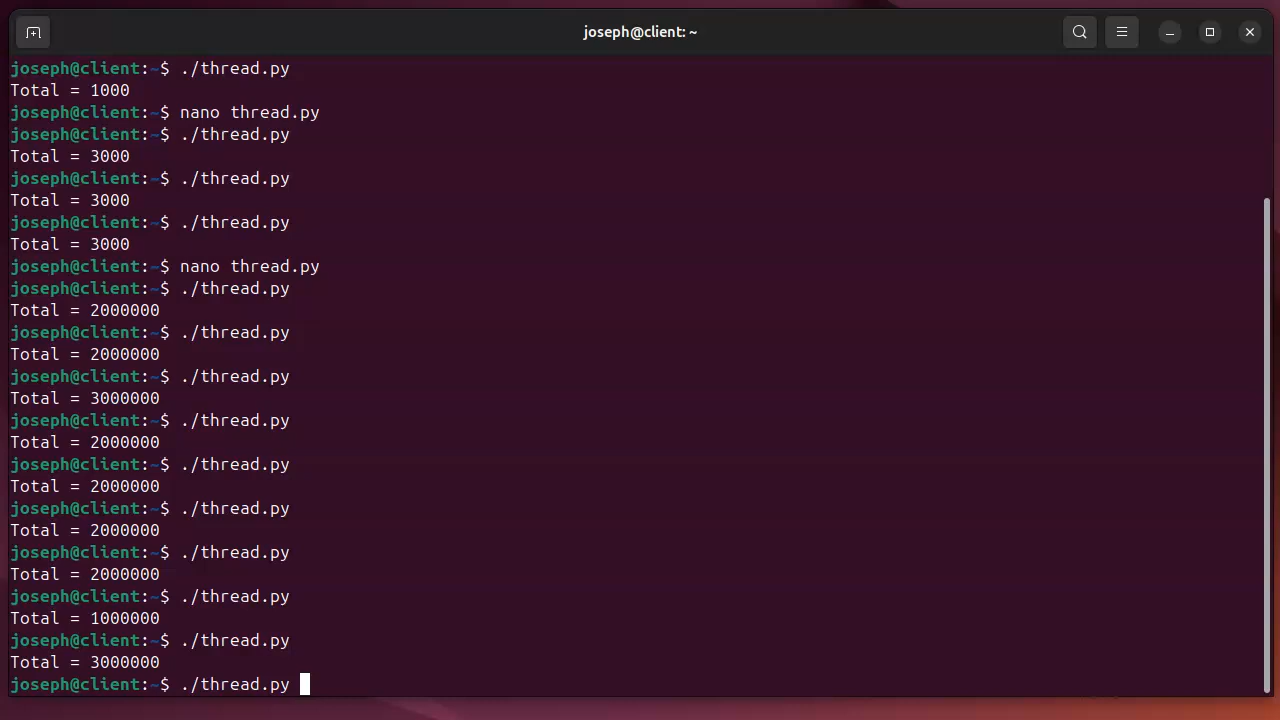 joseph@client: ~
joseph@client:~$ ./thread.py
Total = 1000
joseph@client:~$ nano thread.py
joseph@client:~$ ./thread.py
Total = 3000
joseph@client:~$ ./thread.py
Total = 3000
joseph@client:~$ ./thread.py
Total = 3000
joseph@client:~$ nano thread.py
joseph@client:~$ ./thread.py
Total = 2000000
joseph@client:~$ ./thread.py
Total = 2000000
joseph@client:~$ ./thread.py
Total = 3000000
joseph@client:~$ ./thread.py
Total = 2000000
joseph@client:~$ ./thread.py
Total = 2000000
joseph@client:~$ ./thread.py
Total = 2000000
joseph@client:~$ ./thread.py
Total = 2000000
joseph@client:~$ ./thread.py
Total = 1000000
joseph@client:~$ ./thread.py
Total = 3000000
joseph@client:~$ ./thread.py